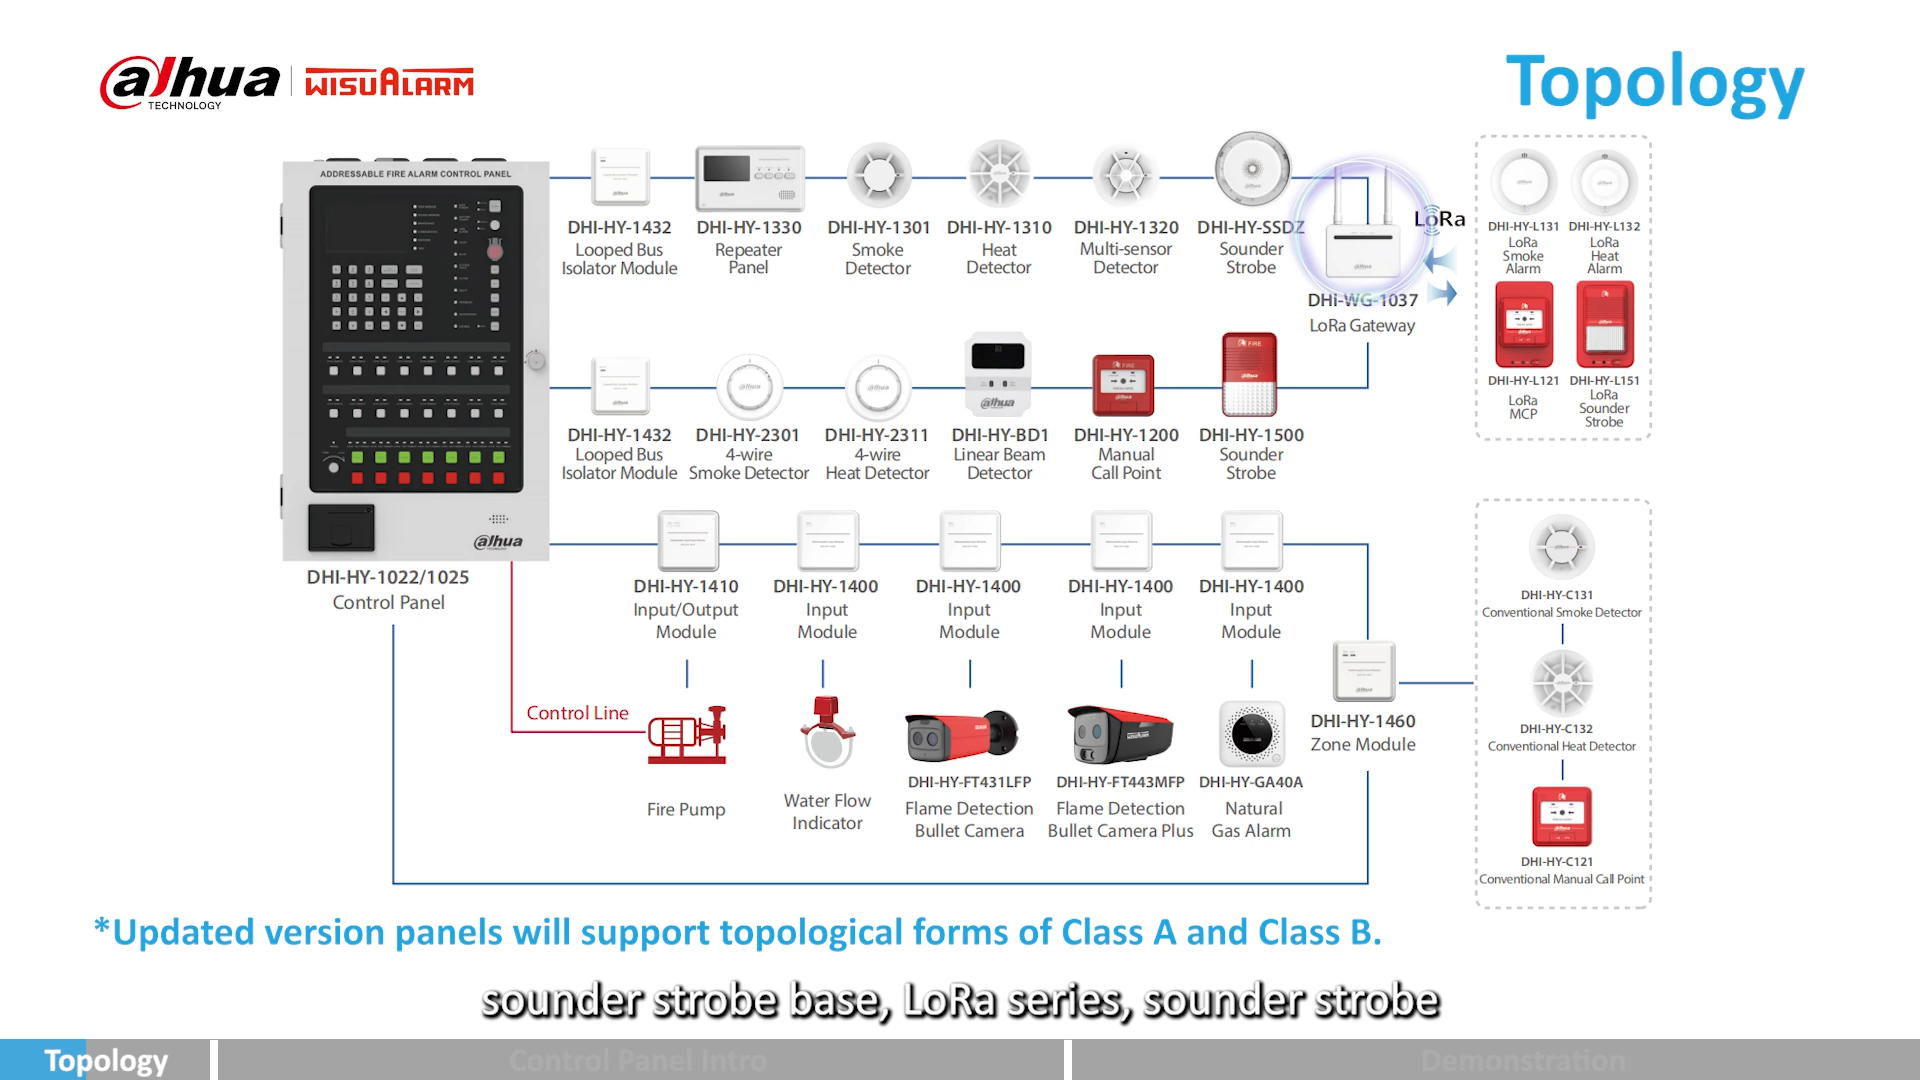 alhua
TECHNOLOGY
WISUALARM
Topology
ADDRESSABLE FIRE ALARM CONTROL PANEL
alhua
TECHNOLOGY
DHI-HY-1022/1025
Control Panel
DHI-HY-1432
Looped Bus
Isolator Module
DHI-HY-1330
Repeater
Panel
DHI-HY-1301
Smoke
Detector
DHI-HY-1310
Heat
Detector
DHI-HY-1320
Multi-sensor
Detector
DHI-HY-SSDZ
Sounder
Strobe
DHI-WG-1037
LoRa Gateway
LoRa
DHI-HY-L131
LoRa
Smoke
Alarm
DHI-HY-L132
LoRa
Heat
Alarm
DHI-HY-L121
LoRa
MCP
DHI-HY-L151
LoRa
Sounder
Strobe
DHI-HY-1432
Looped Bus
Isolator Module
DHI-HY-2301
4-wire
Smoke Detector
DHI-HY-2311
4-wire
Heat Detector
alhua
DHI-HY-BD1
Linear Beam
Detector
FIRE
DHI-HY-1200
Manual
Call Point
FIRE
DHI-HY-1500
Sounder
Strobe
DHI-HY-1410
Input/Output
Module
DHI-HY-1400
Input
Module
DHI-HY-1400
Input
Module
DHI-HY-1400
Input
Module
DHI-HY-1400
Input
Module
DHI-HY-1460
Zone Module
Control Line
Fire Pump
Water Flow
Indicator
DHI-HY-FT431LFP
Flame Detection
Bullet Camera
WISUALARM
DHI-HY-FT443MFP
Flame Detection
Bullet Camera Plus
DHI-HY-GA40A
Natural
Gas Alarm
DHI-HY-C131
Conventional Smoke Detector
DHI-HY-C132
Conventional Heat Detector
DHI-HY-C121
Conventional Manual Call Point
*Updated version panels will support topological forms of Class A and Class B.
sounder strobe base, LoRa series, sounder strobe
Topology
Control Panel Intro
Demonstration